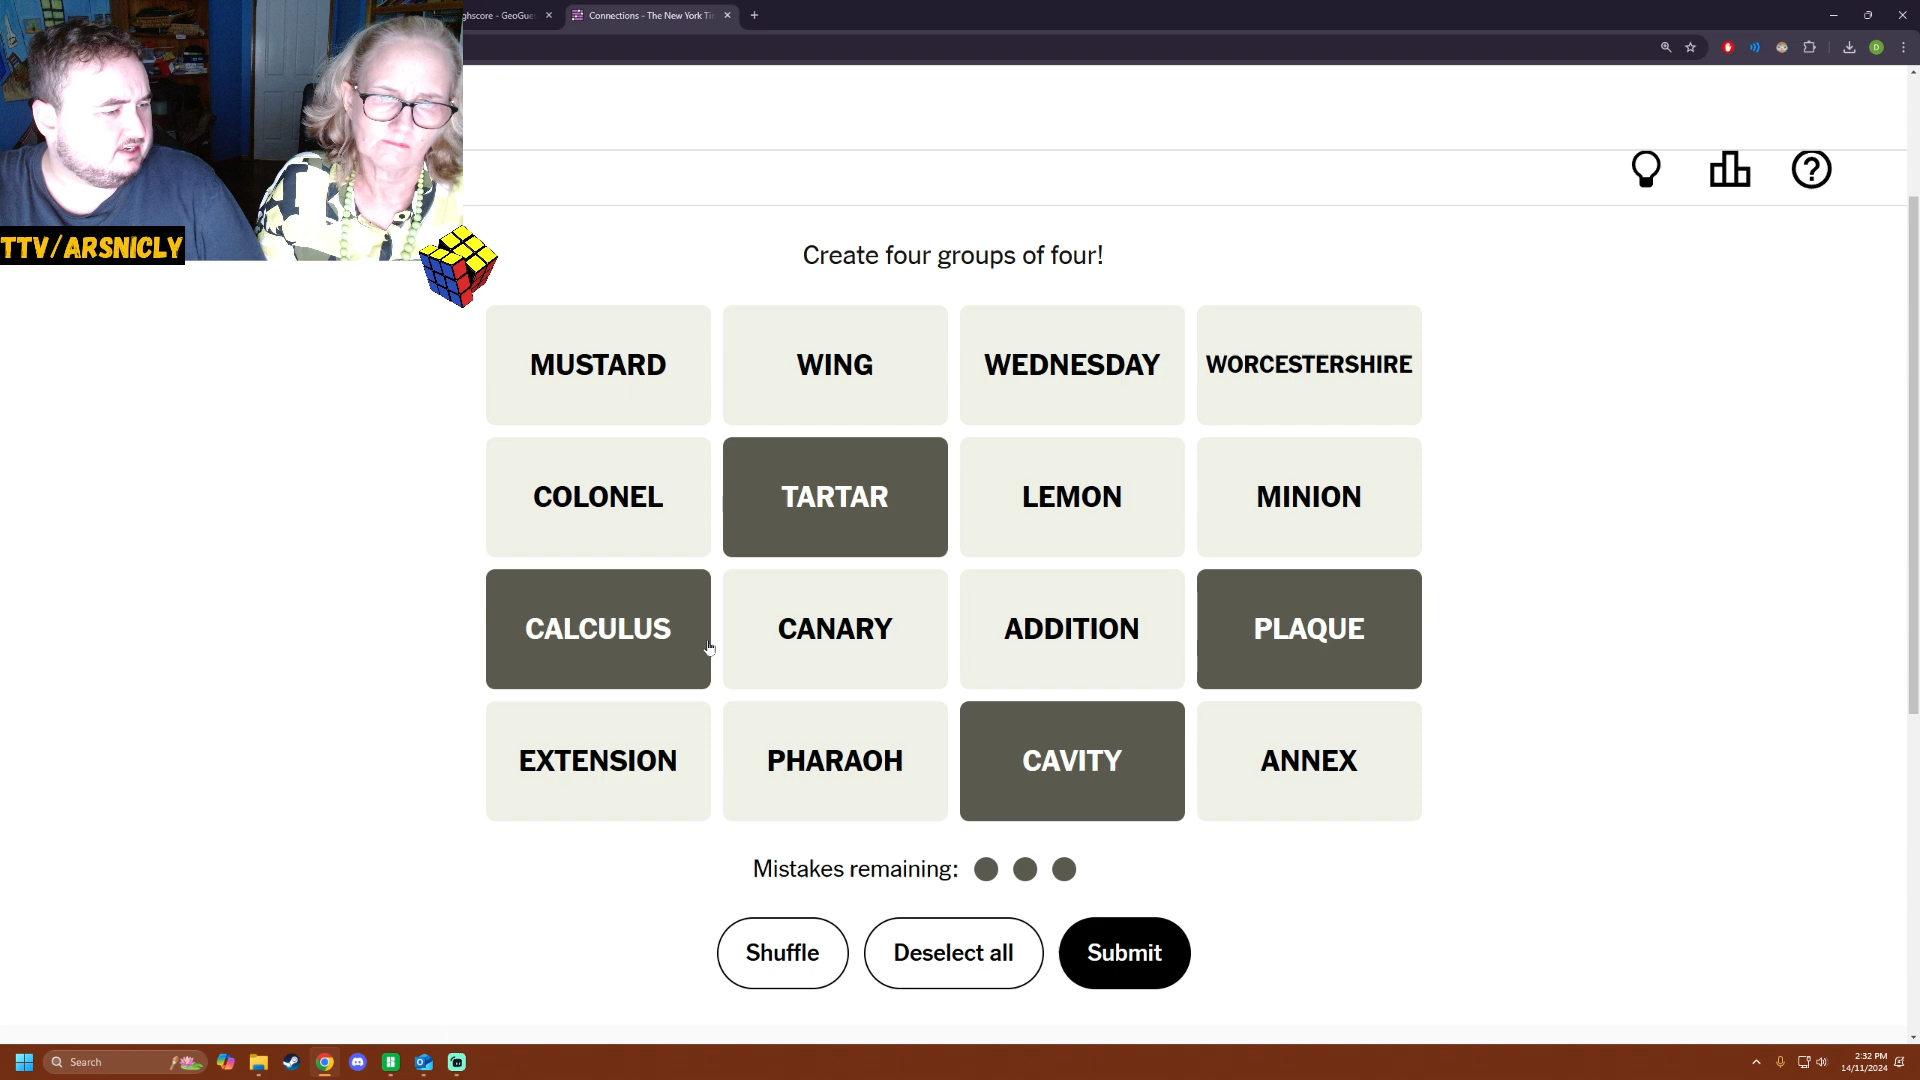 ghscore - GeoGue
Connections - The New York Ti
D
TTV/ARSNICLY
Create four groups of four!
MUSTARD WING WEDNESDAY WORCESTERSHIRE
COLONEL TARTAR LEMON MINION
CALCULUS CANARY ADDITION PLAQUE
EXTENSION PHARAOH CAVITY ANNEX
Mistakes remaining:
Shuffle Deselect all Submit
Search
2:32 PM
14/11/2024